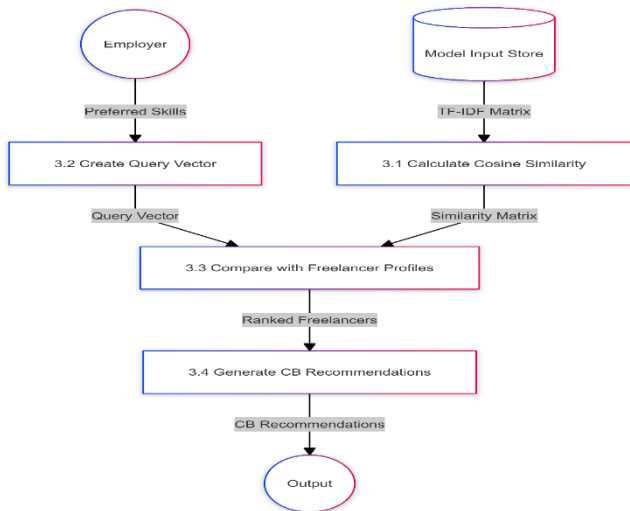 Employer
Model Input Store
Preferred Skills
TF-IDF Matrix
3.2 Create Query Vector
3.1 Calculate Cosine Similarity
Query Vector
Similarity Matrix
3.3 Compare with Freelancer Profiles
Ranked Freelancers
3.4 Generate CB Recommendations
CB Recommendations
Output